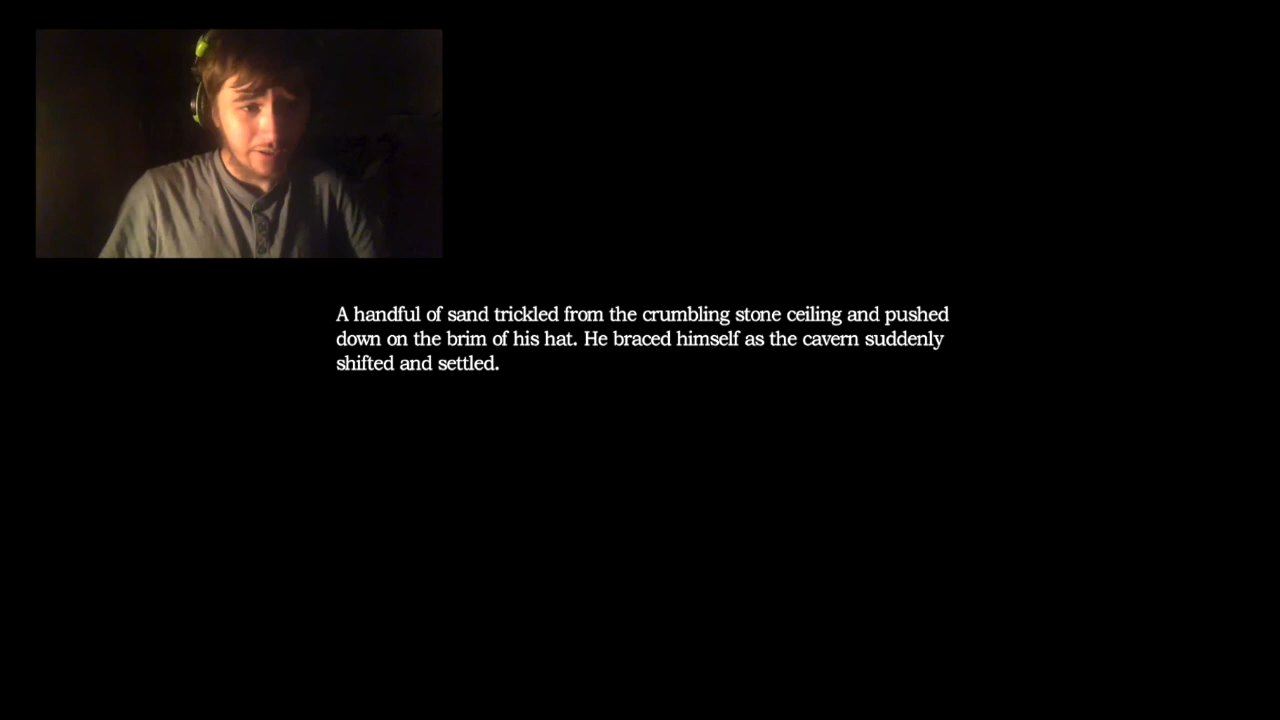 A handful of sand trickled from the crumbling stone ceiling and pushed
down on the brim of his hat. He braced himself as the cavern suddenly
shifted and settled.